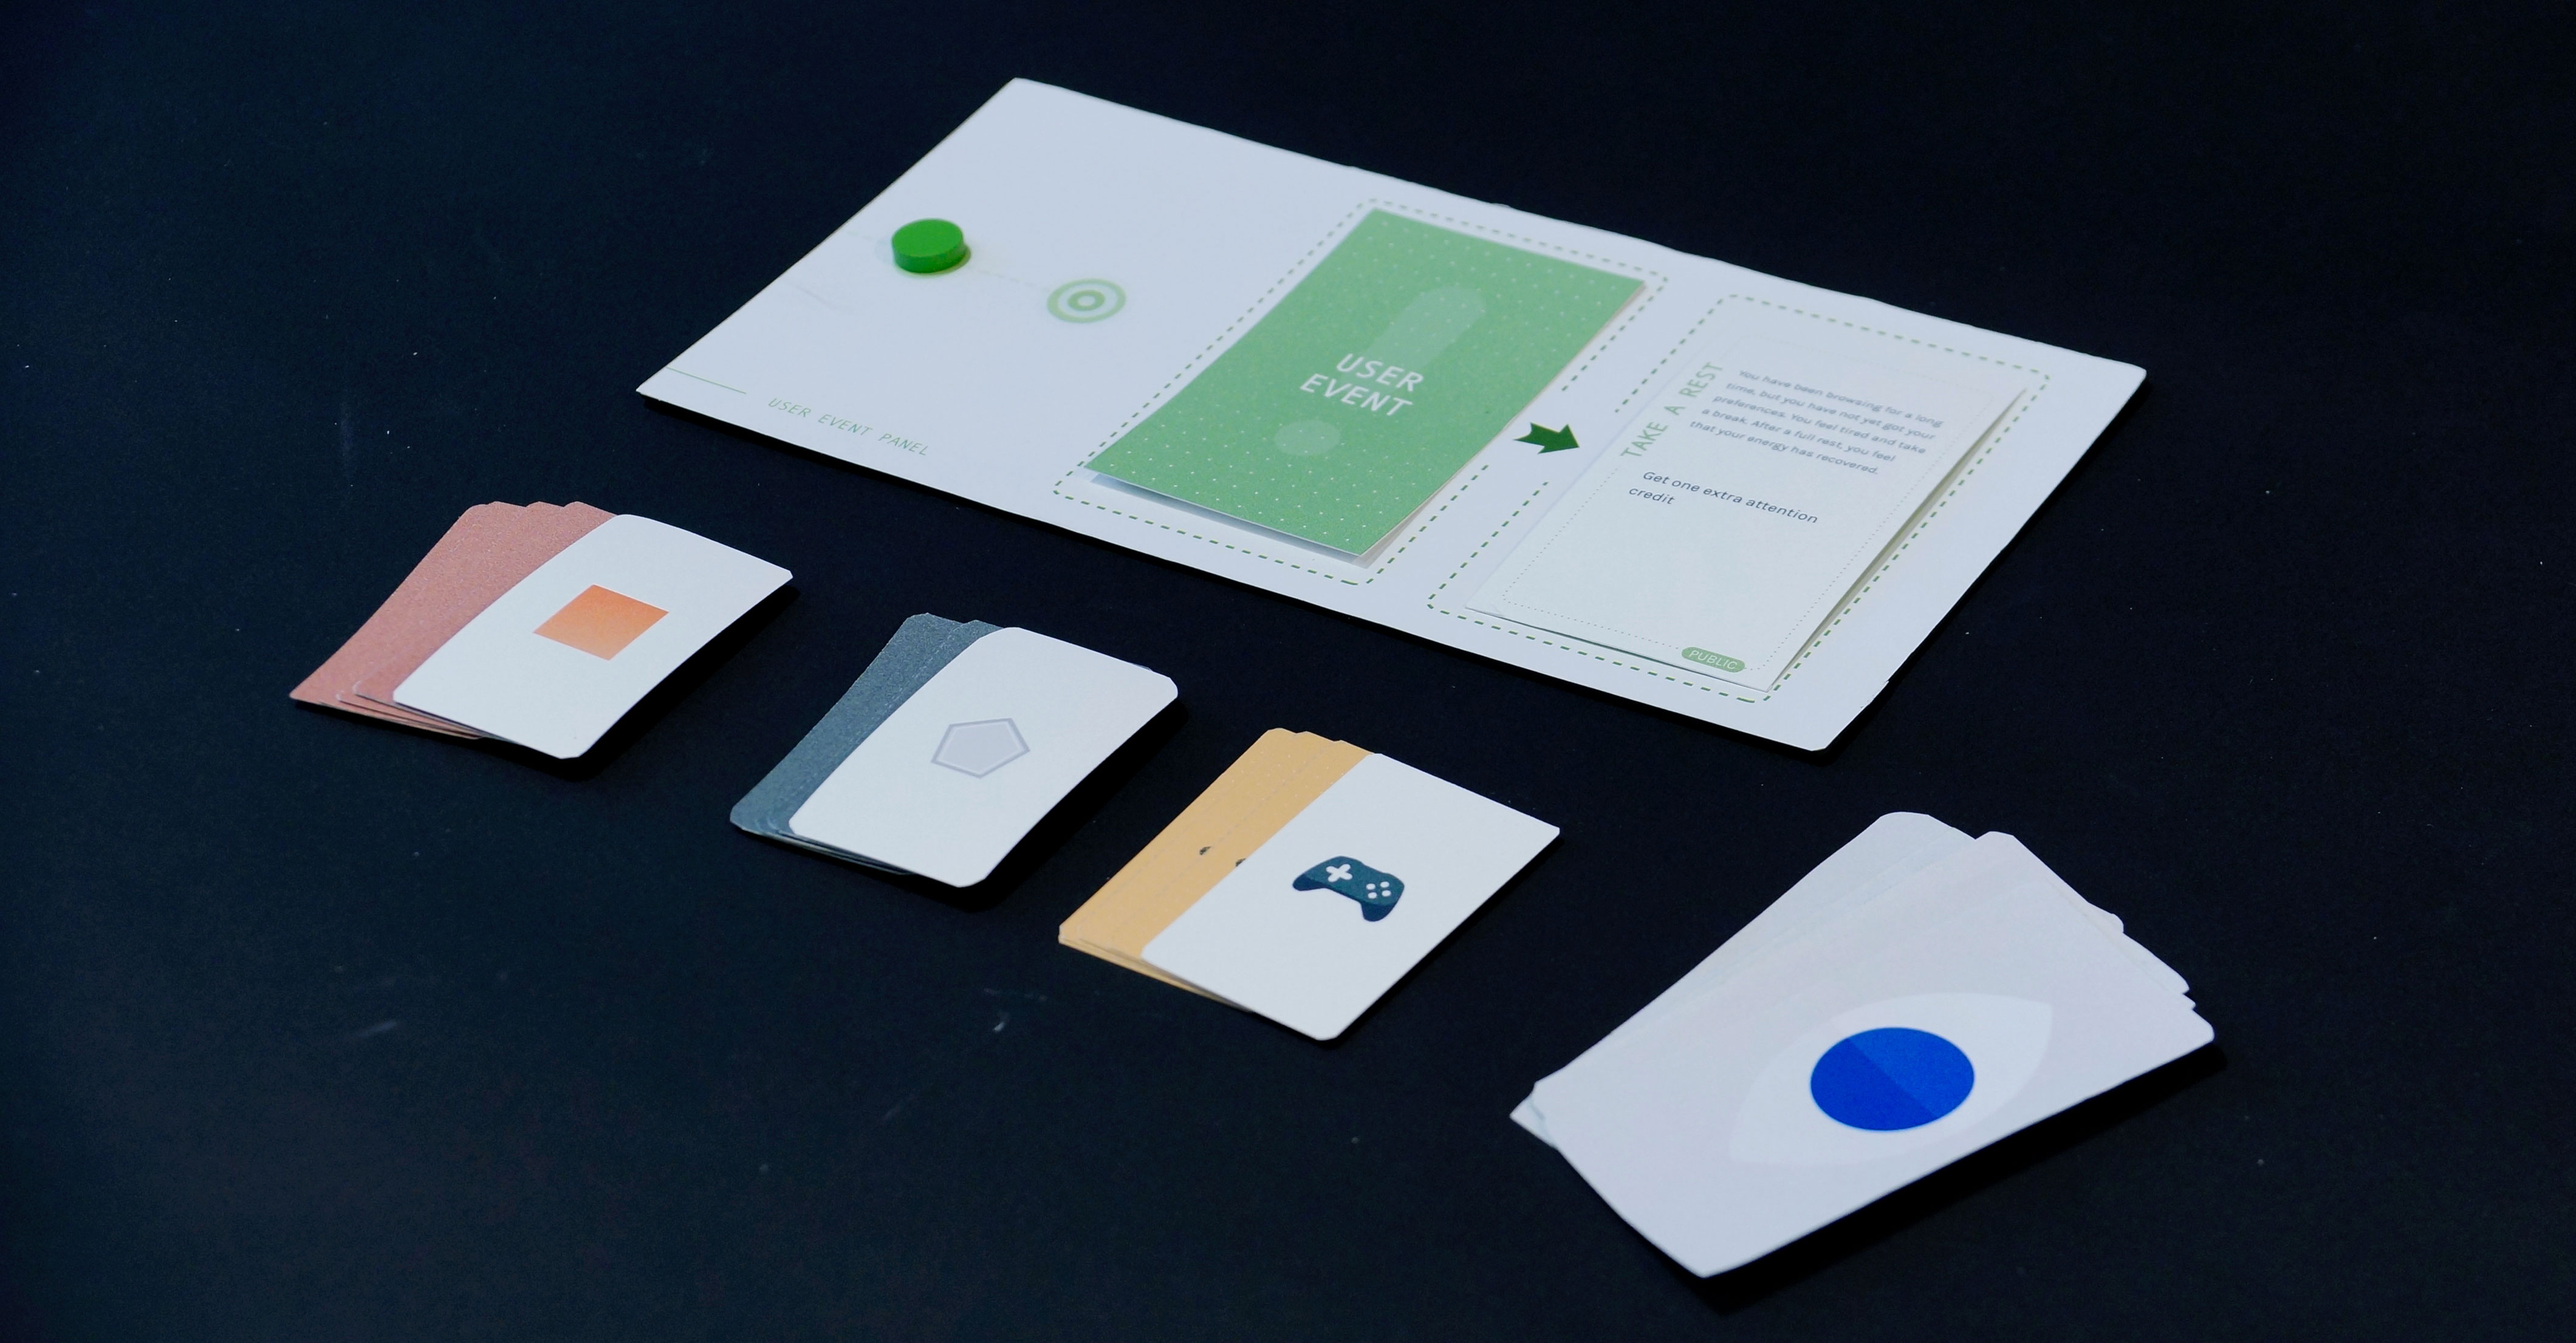 USER EVENT PANEL
USER
EVENT
TAKE A REST
You have been browsing for a long
time, but you have not yet got your
preferences. You feel tired and take
a break. After a full rest, you feel
that your energy has recovered.
Get one extra attention
credit
PUBLIC